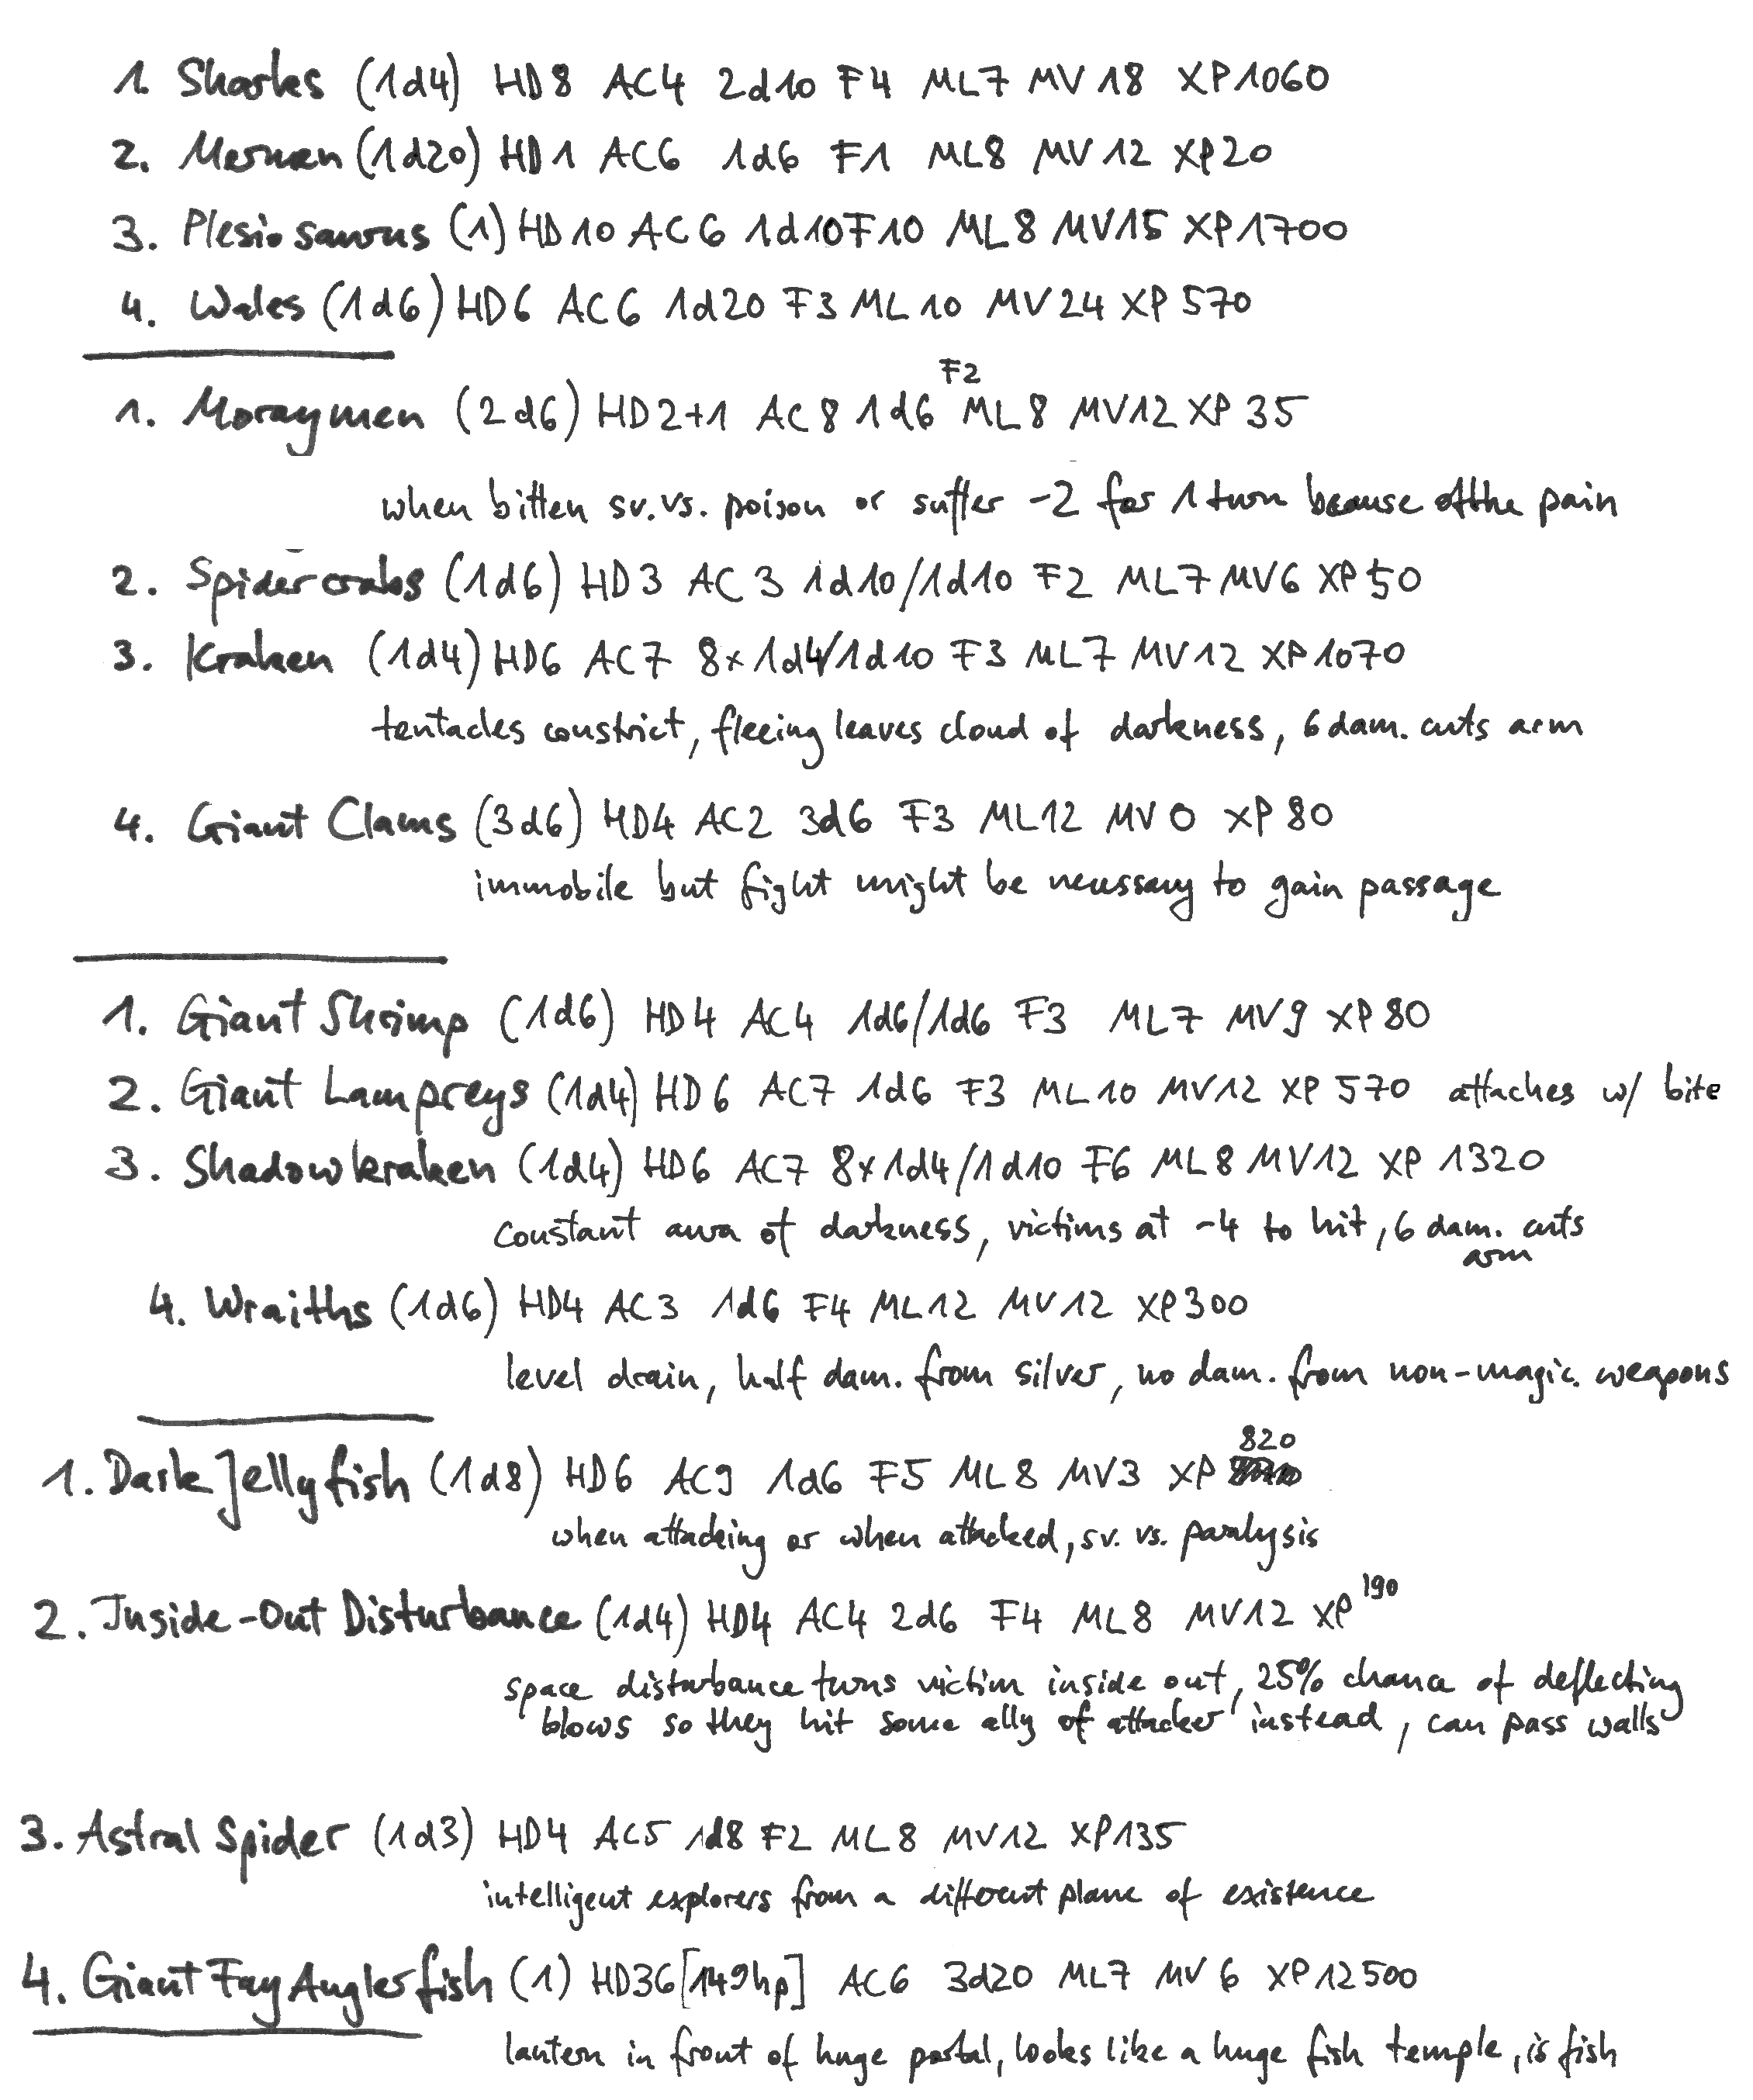 1. Sharks (1d4) HD8 AC4 2d10 F4 ML7 MV18 XP1060
2. Mermen (1d20) HD1 AC6 1d6 F1 ML8 MV12 XP20
3. Plesiosaurus (1) HD10 AC6 1d10 F10 ML8 MV15 XP1700
4. Wales (1d6) HD6 AC6 1d20 F3 ML10 MV24 XP570
F2
1. Moraymen (2d6) HD2+1 AC8 1d6 ML8 MV12 XP35
when bitten sv. vs. poison or suffer -2 for 1 turn because of the pain
2. Spider crabs (1d6) HD3 AC3 1d10/1d10 F2 ML7 MV6 XP50
3. Kraken (1d4) HD6 AC7 8x1d4/1d10 F3 ML7 MV12 XP1070
tentacles constrict, fleeing leaves cloud of darkness, 6 dam. cuts arm
4. Giant Clams (3d6) HD4 AC2 3d6 F3 ML12 MV0 XP80
immobile but fight might be necessary to gain passage
1. Giant Shrimp (1d6) HD4 AC4 1d6/1d6 F3 ML7 MV9 XP80
2. Giant Lampreys (1d4) HD6 AC7 1d6 F3 ML10 MV12 XP570 attaches w/ bite
3. Shadowkraken (1d4) HD6 AC7 8x1d4/1d10 F6 ML8 MV12 XP 1320
constant aura of darkness, victims at -4 to hit, 6 dam. cuts
arm
4. Wraiths (1d6) HD4 AC3 1d6 F4 ML12 MV12 XP300
level drain, half dam. from silver, no dam. from non-magic. weapons
820
1. Dark Jellyfish (1d8) HD6 AC9 1d6 F5 ML8 MV3 XP
when attacking or when attacked, sv. vs. paralysis
2. Inside-Out Disturbance (1d4) HD4 AC4 2d6 F4 ML8 MV12 XP 190
space disturbance turns victim inside out, 25% chance of deflecting
blows so they hit some ally of attacker instead, can pass walls
3. Astral Spider (1d3) HD4 AC5 1d8 F2 ML8 MV12 XP135
intelligent explorers from a different plane of existence
4. Giant Fay Anglerfish (1) HD36 [149hp] AC6 3d20 ML7 MV6 XP12500
lantern in front of huge portal, looks like a huge fish temple, is fish